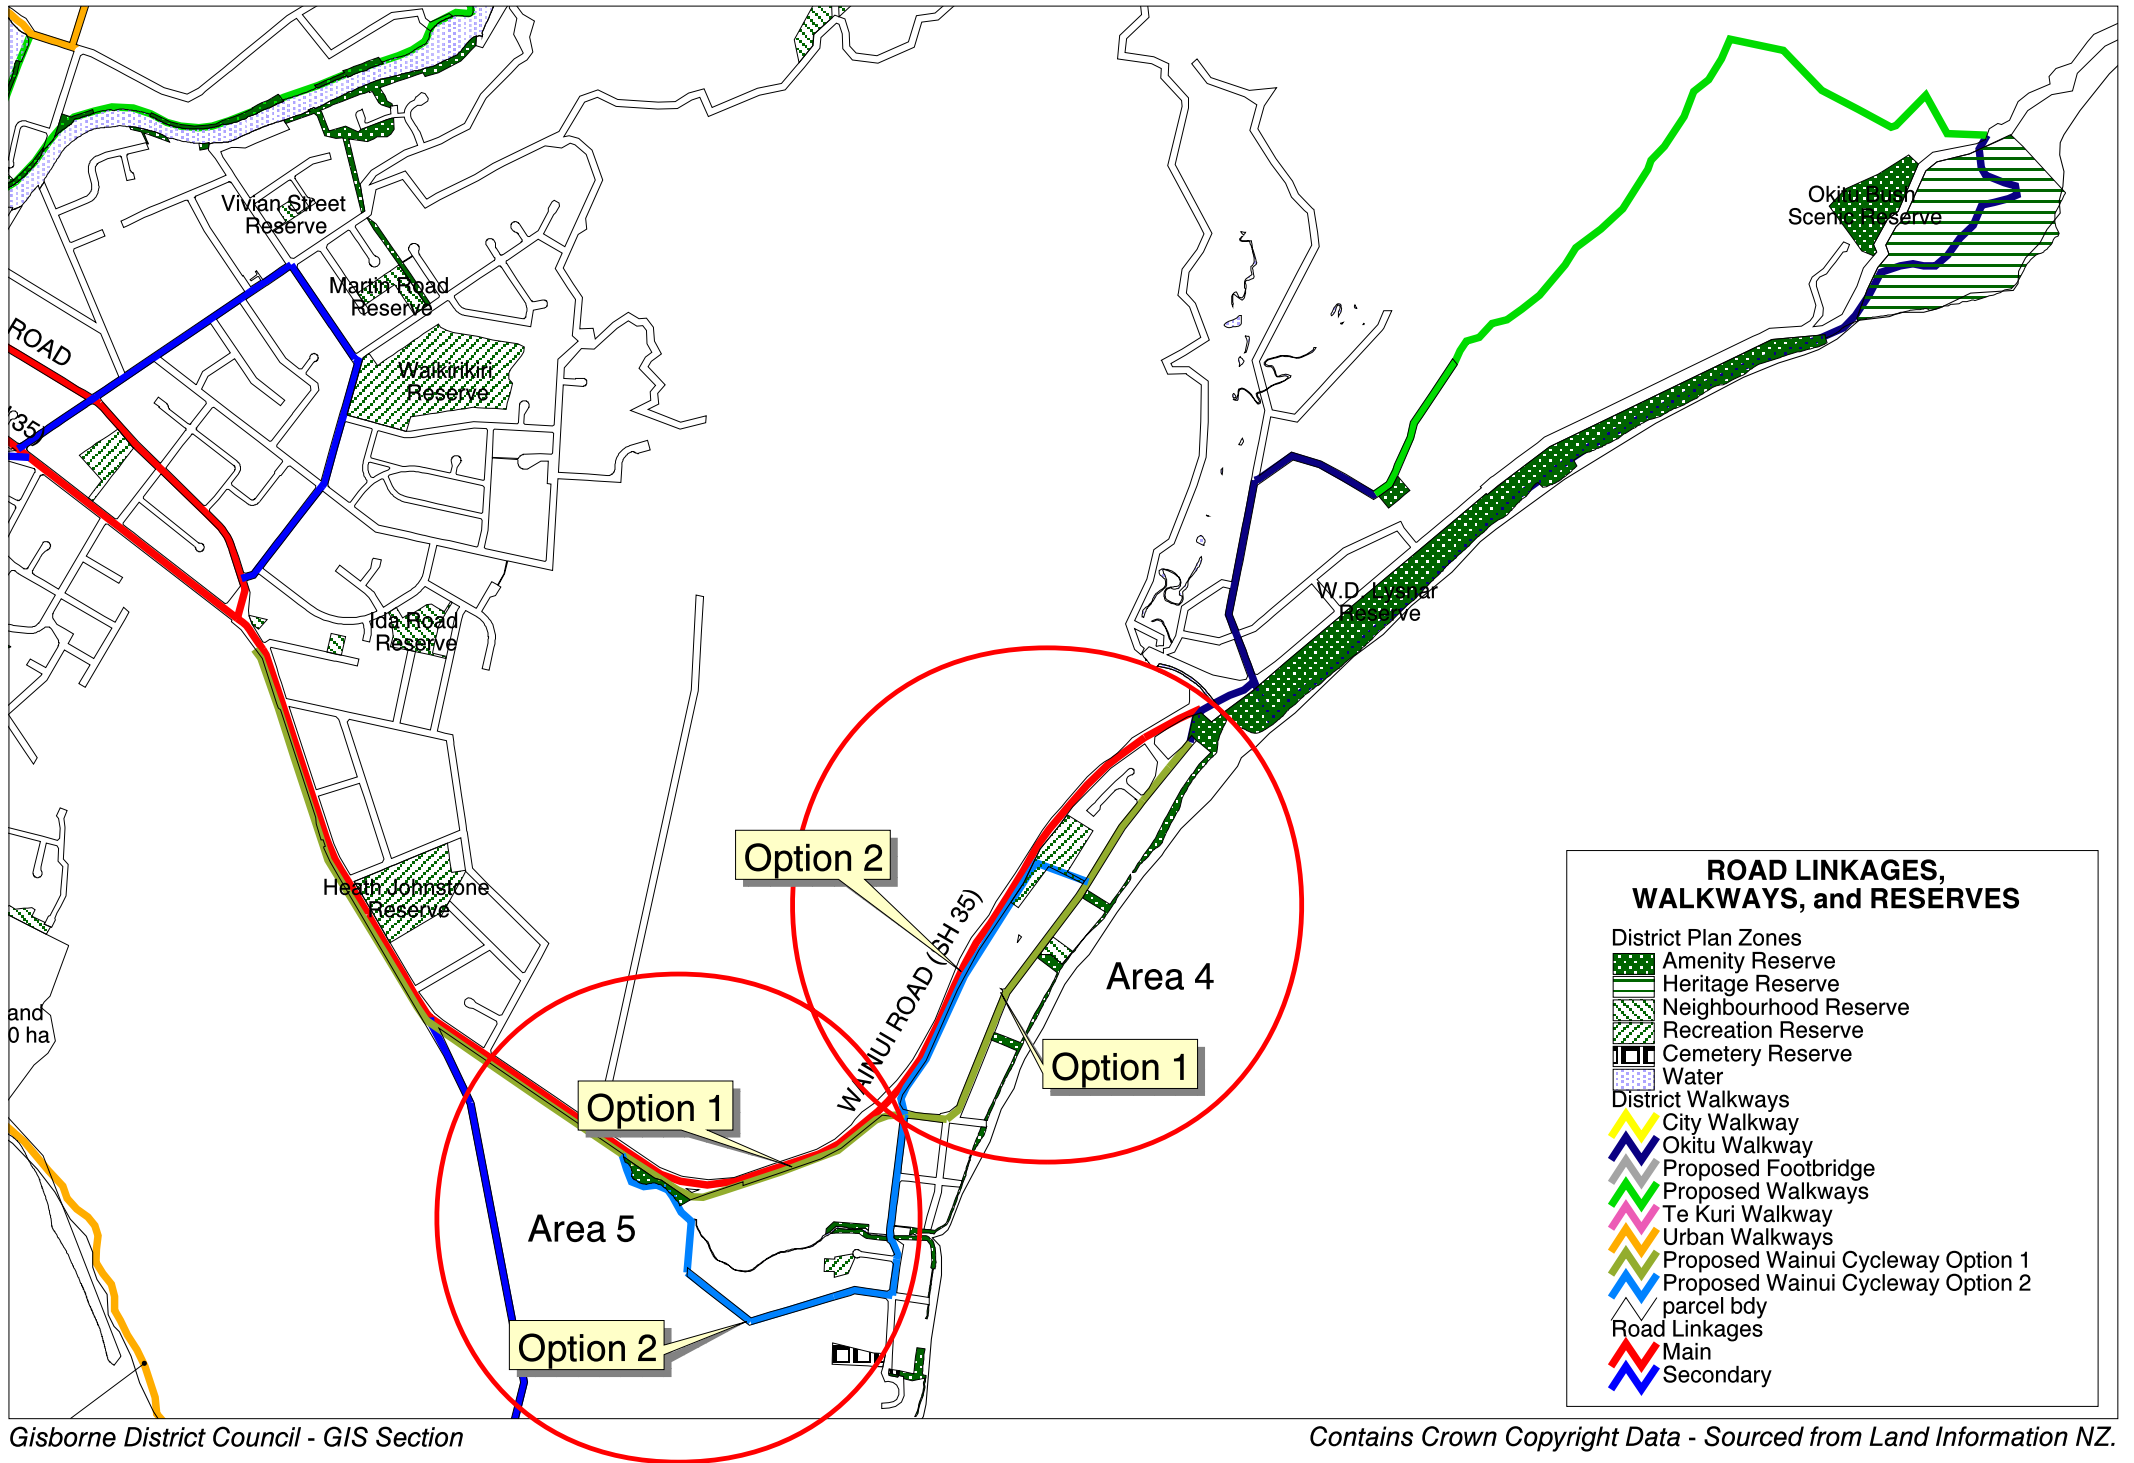 Vivian Street
Reserve
Martin Road
Reserve
ROAD
Waikirikiri
Reserve
35)
Ida Road
Reserve
Okitu Bush
Scenic Reserve
W.D. Lysnar
Reserve
Heath Johnstone
Reserve
Option 2
WAINUI ROAD (SH 35)
Area 4
Option 1
and
0 ha
Option 1
Area 5
Option 2
ROAD LINKAGES,
WALKWAYS, and RESERVES
District Plan Zones
Amenity Reserve
Heritage Reserve
Neighbourhood Reserve
Recreation Reserve
Cemetery Reserve
Water
District Walkways
City Walkway
Okitu Walkway
Proposed Footbridge
Proposed Walkways
Te Kuri Walkway
Urban Walkways
Proposed Wainui Cycleway Option 1
Proposed Wainui Cycleway Option 2
parcel bdy
Road Linkages
Main
Secondary
Gisborne District Council - GIS Section
Contains Crown Copyright Data - Sourced from Land Information NZ.